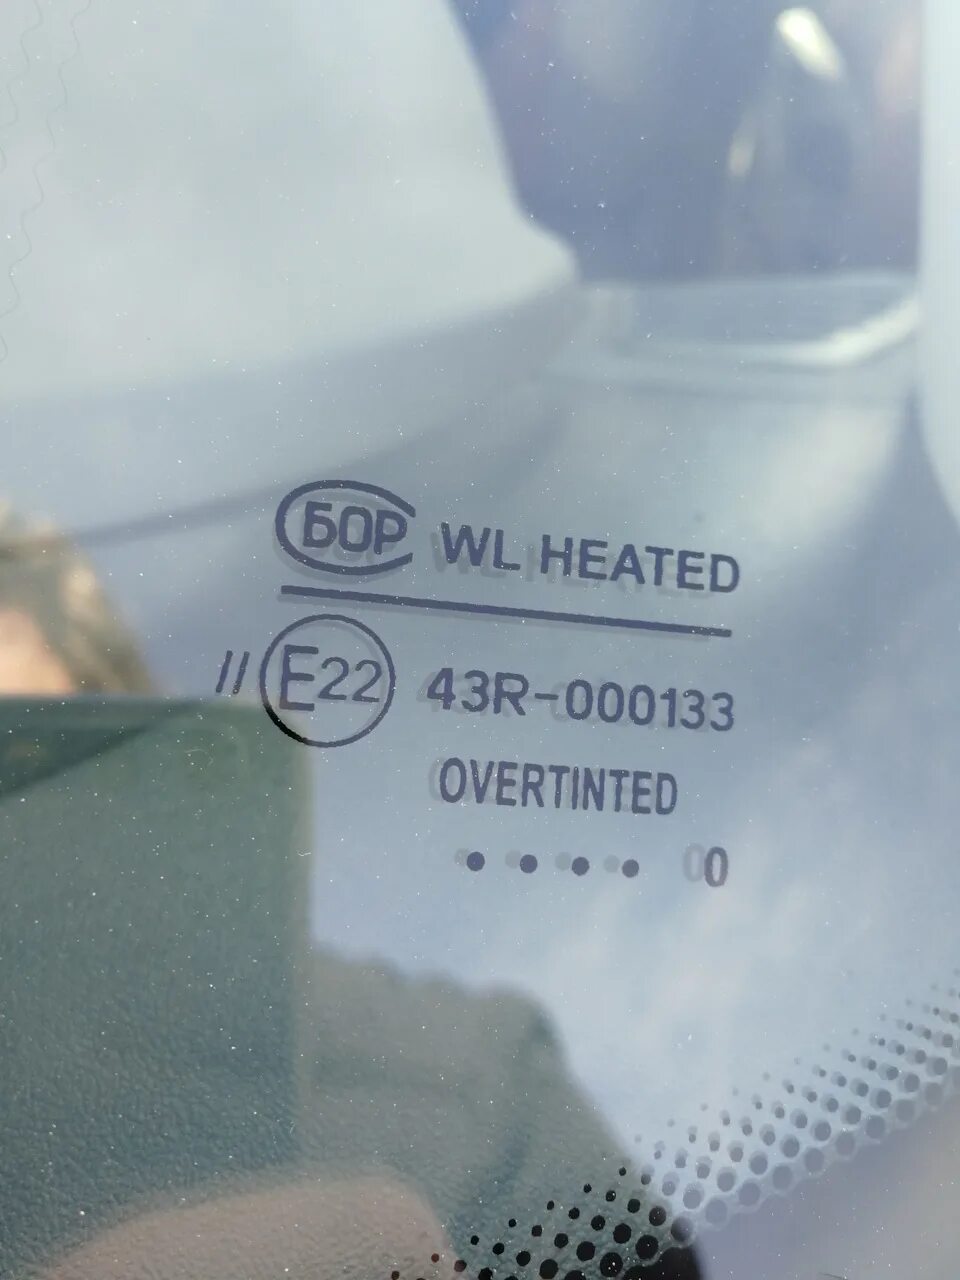 БОР WL HEATED
// E22 43R-000133
OVERTINTED
• • • • 0